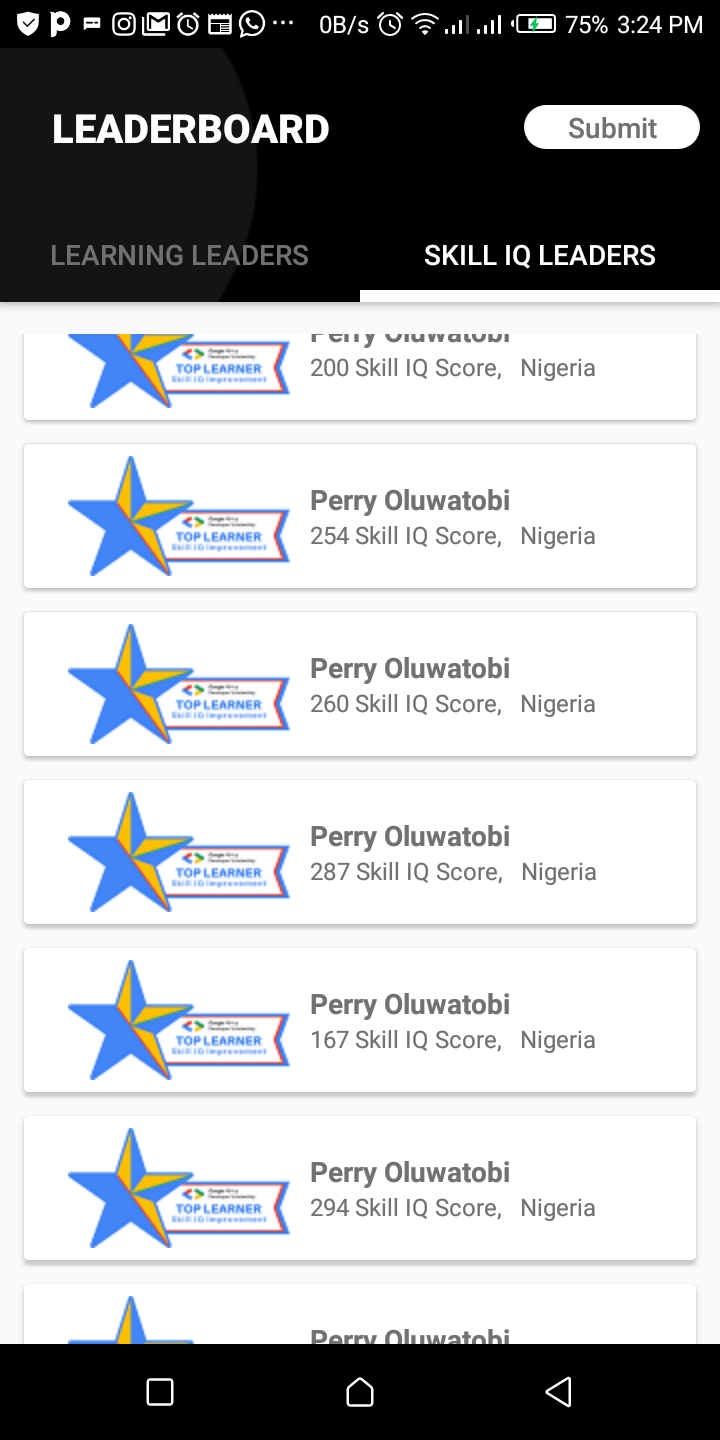 0B/s 75% 3:24 PM
LEADERBOARD
Submit
LEARNING LEADERS
SKILL IQ LEADERS
Perry Oluwatobi
TOP LEARNER
Skill IQ Improvement
200 Skill IQ Score, Nigeria
Perry Oluwatobi
254 Skill IQ Score, Nigeria
TOP LEARNER
Skill IQ Improvement
Perry Oluwatobi
260 Skill IQ Score, Nigeria
TOP LEARNER
Skill IQ Improvement
Perry Oluwatobi
287 Skill IQ Score, Nigeria
TOP LEARNER
Skill IQ Improvement
Perry Oluwatobi
167 Skill IQ Score, Nigeria
TOP LEARNER
Skill IQ Improvement
Perry Oluwatobi
294 Skill IQ Score, Nigeria
TOP LEARNER
Skill IQ Improvement
Perry Oluwatobi